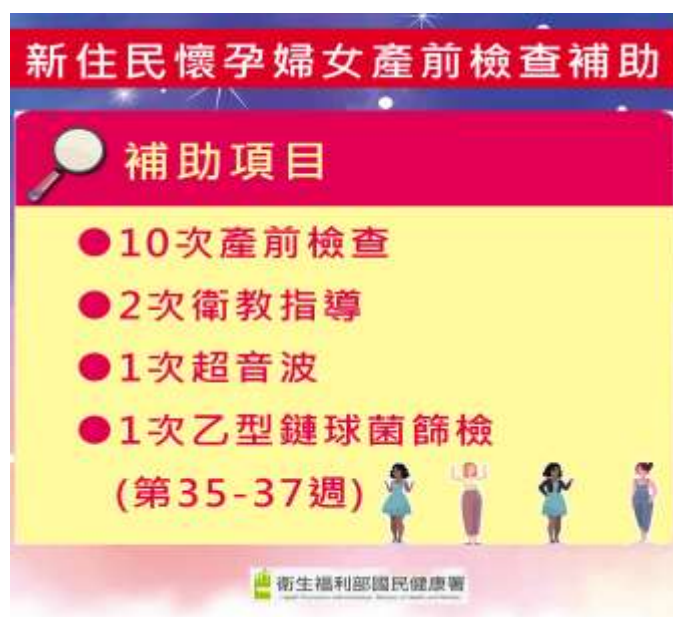 新住民懷孕婦女產前檢查補助
補助項目
●10次產前檢查
●2次衛教指導
●1次超音波
●1次乙型鏈球菌篩檢
(第35-37週)
衛生福利部國民健康署